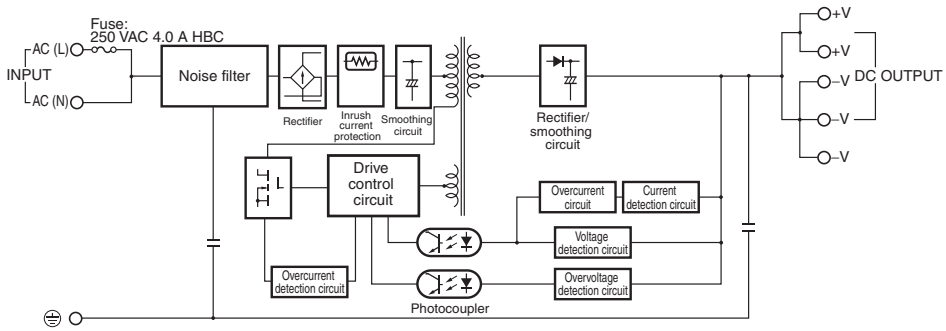 Fuse:
250 VAC 4.0 A HBC
AC (L)
INPUT
AC (N)
Noise filter
Rectifier
Inrush
current
protection
Smoothing
circuit
Rectifier/
smoothing
circuit
+V
+V
–V
DC OUTPUT
–V
–V
Drive
control
circuit
Overcurrent
circuit
Current
detection circuit
Voltage
detection circuit
Overcurrent
detection circuit
Overvoltage
detection circuit
Photocoupler